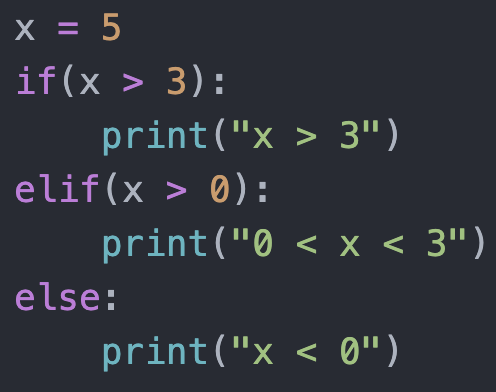 x = 5
if(x > 3):
    print("x > 3")
elif(x > 0):
    print("0 < x < 3")
else:
    print("x < 0")